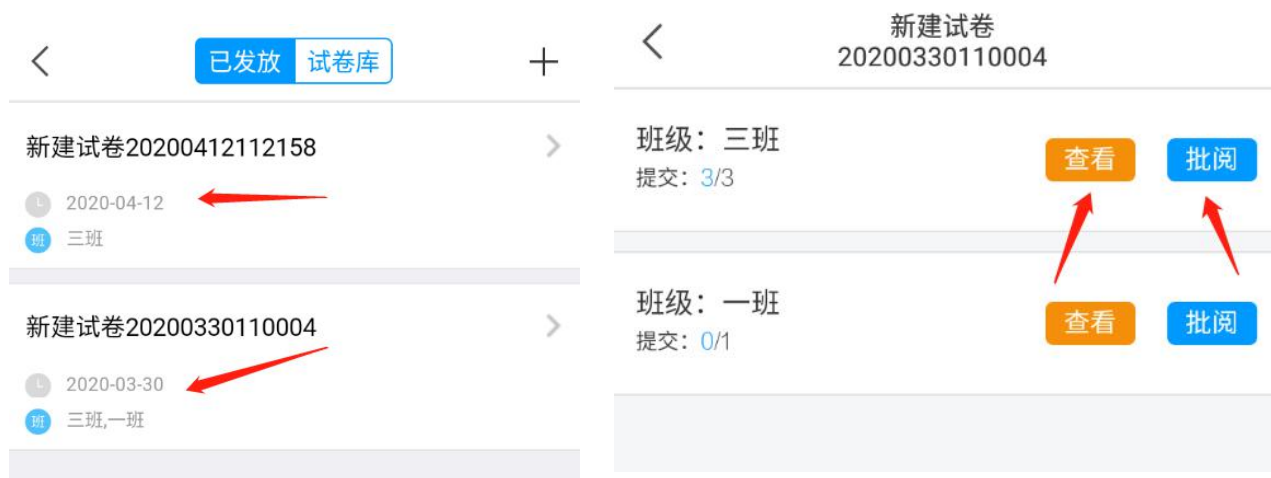 已发放 试卷库
新建试卷20200412112158
2020-04-12
班 三班
新建试卷20200330110004
2020-03-30
班 三班,一班
新建试卷
20200330110004
班级：三班
提交：3/3
查看 批阅
班级：一班
提交：0/1
查看 批阅